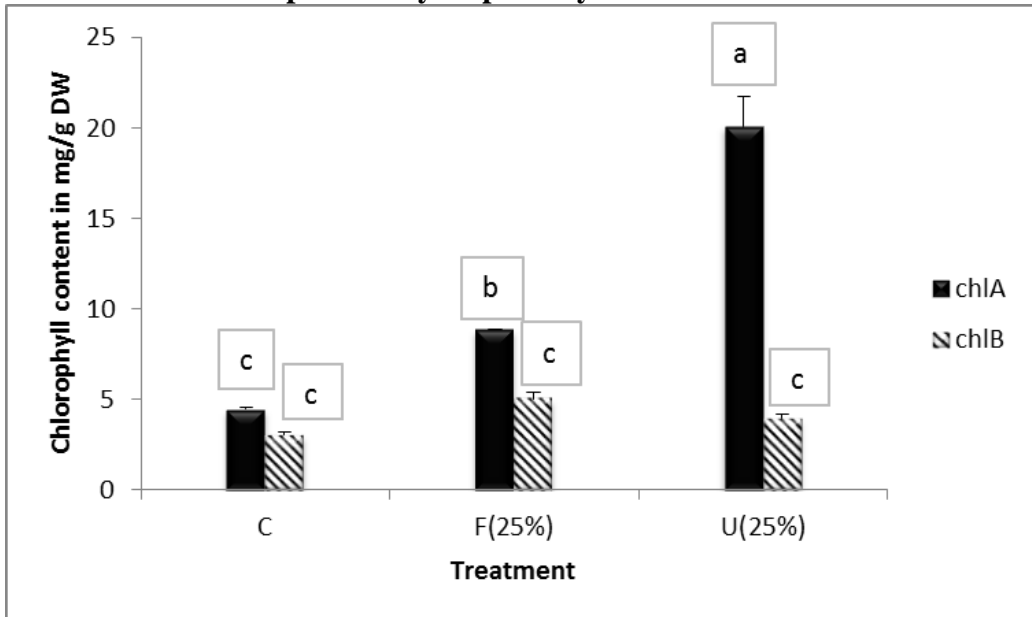 Chlorophyll content in mg/g DW
25
20
15
10
5
0
c
c
b
c
a
c
C
F(25%)
U(25%)
Treatment
chlA
chlB